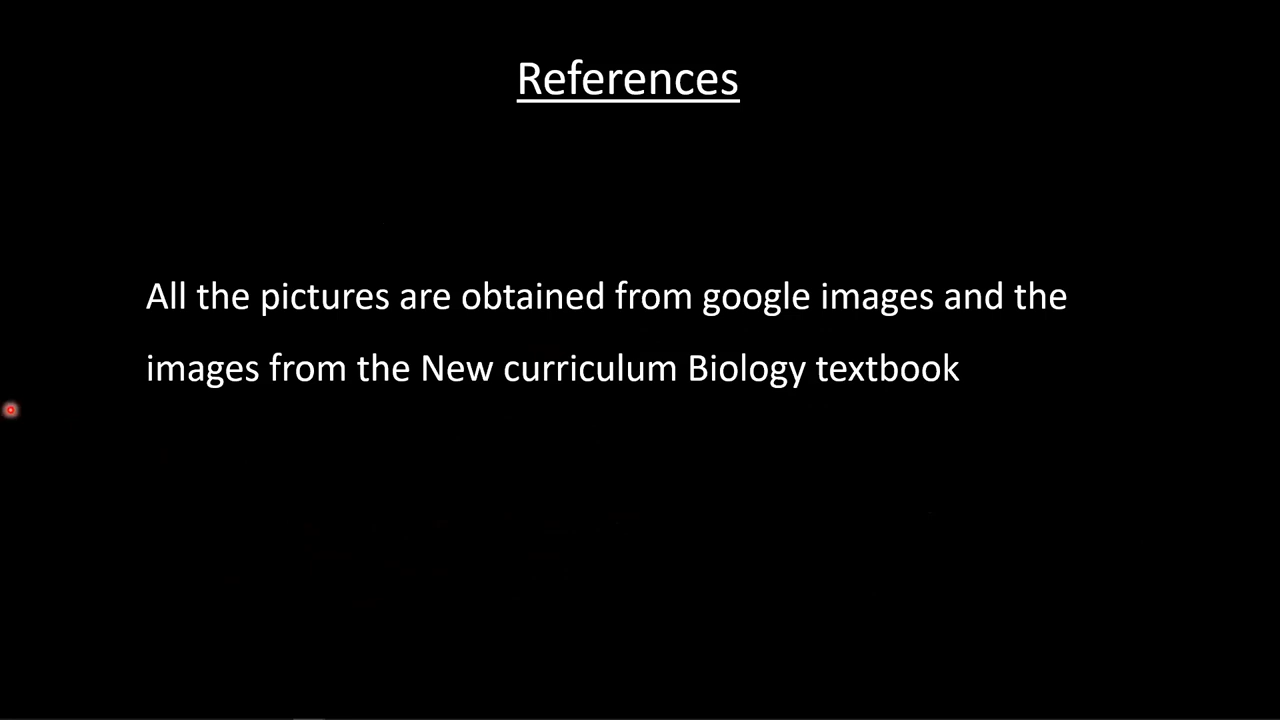 References
All the pictures are obtained from google images and the
images from the New curriculum Biology textbook